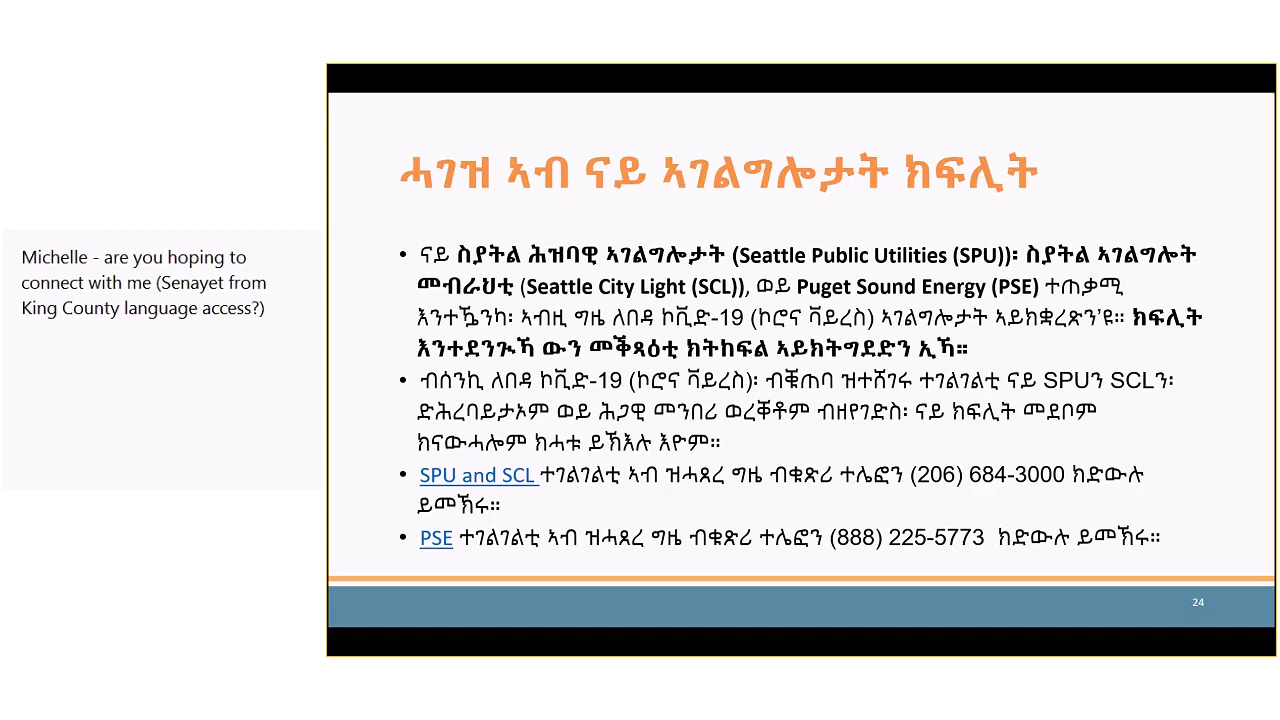 Michelle - are you hoping to
connect with me (Senayet from
King County language access?)
ሓገዝ ኣብ ናይ ኣገልግሎታት ክፍሊት
• ናይ ስያትል ሕዝባዊ ኣገልግሎታት (Seattle Public Utilities (SPU))፡ ስያትል ኣገልግሎት
መብራህቲ (Seattle City Light (SCL)), ወይ Puget Sound Energy (PSE) ተጠቃሚ
እንተዄንካ፡ ኣብዚ ግዜ ለበዳ ኮቪድ-19 (ኮሮና ቫይረስ) ኣገልግሎታት ኣይክቋረጽን’ዩ። ክፍሊት
እንተደንጒኻ ውን መቕጻዕቲ ክትከፍል ኣይክትግደድን ኢኻ።
• ብሰንኪ ለበዳ ኮቪድ-19 (ኮሮና ቫይረስ)፡ ብቑጠባ ዝተሸገሩ ተገልገልቲ ናይ SPUን SCLን፡
ድሕረባይታኦም ወይ ሕጋዊ መንበሪ ወረቐቶም ብዘየገድስ፡ ናይ ክፍሊት መደቦም
ክናውሓሎም ክሓቱ ይኽእሉ እዮም።
• SPU and SCL ተገልገልቲ ኣብ ዝሓጸረ ግዜ ብቁጽሪ ተሌፎን (206) 684-3000 ክድውሉ
ይመኽሩ።
• PSE ተገልገልቲ ኣብ ዝሓጸረ ግዜ ብቁጽሪ ተሌፎን (888) 225-5773 ክድውሉ ይመኽሩ።
24